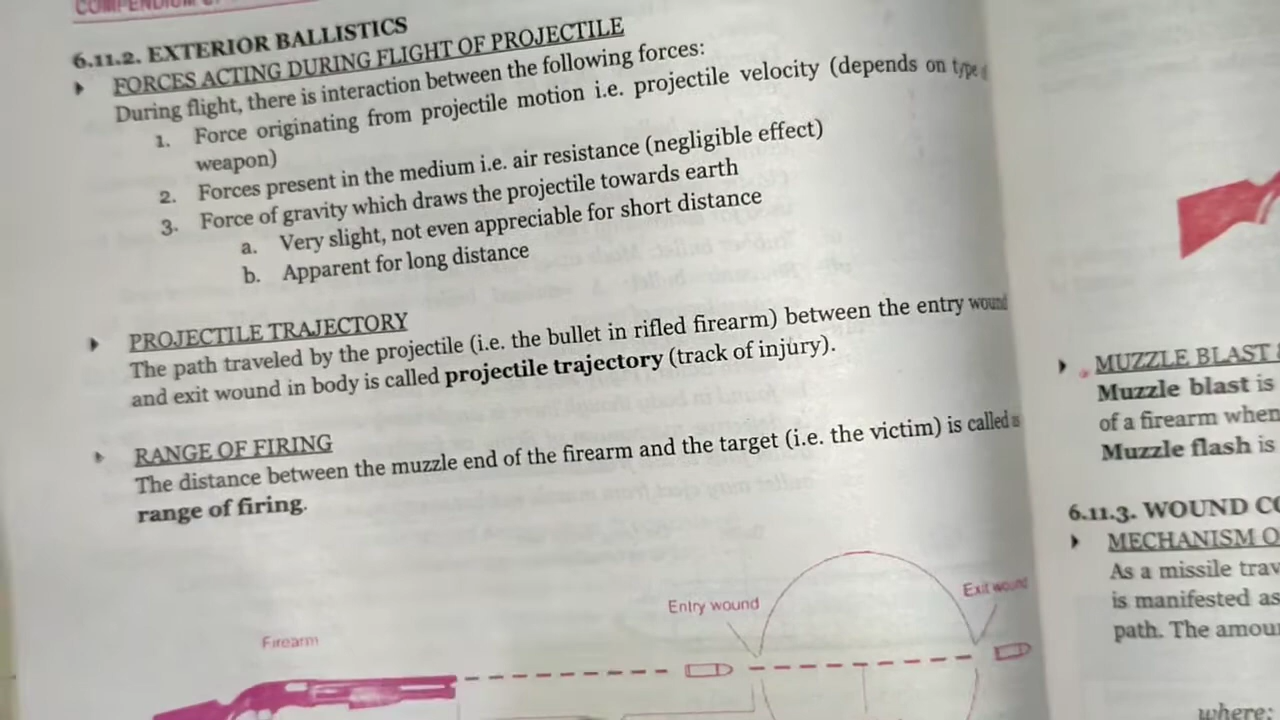 6.11.2. EXTERIOR BALLISTICS
FORCES ACTING DURING FLIGHT OF PROJECTILE
During flight, there is interaction between the following forces:
1. Force originating from projectile motion i.e. projectile velocity (depends on type
weapon)
2. Forces present in the medium i.e. air resistance (negligible effect)
3. Force of gravity which draws the projectile towards earth
a. Very slight, not even appreciable for short distance
b. Apparent for long distance
PROJECTILE TRAJECTORY
The path traveled by the projectile (i.e. the bullet in rifled firearm) between the entry wound
and exit wound in body is called projectile trajectory (track of injury).
RANGE OF FIRING
The distance between the muzzle end of the firearm and the target (i.e. the victim) is called as
range of firing.
Entry wound
Exit wound
Firearm
MUZZLE BLAST
Muzzle blast is
of a firearm when
Muzzle flash is
6.11.3. WOUND
MECHANISM
As a missile
is manifested as
path. The
where: